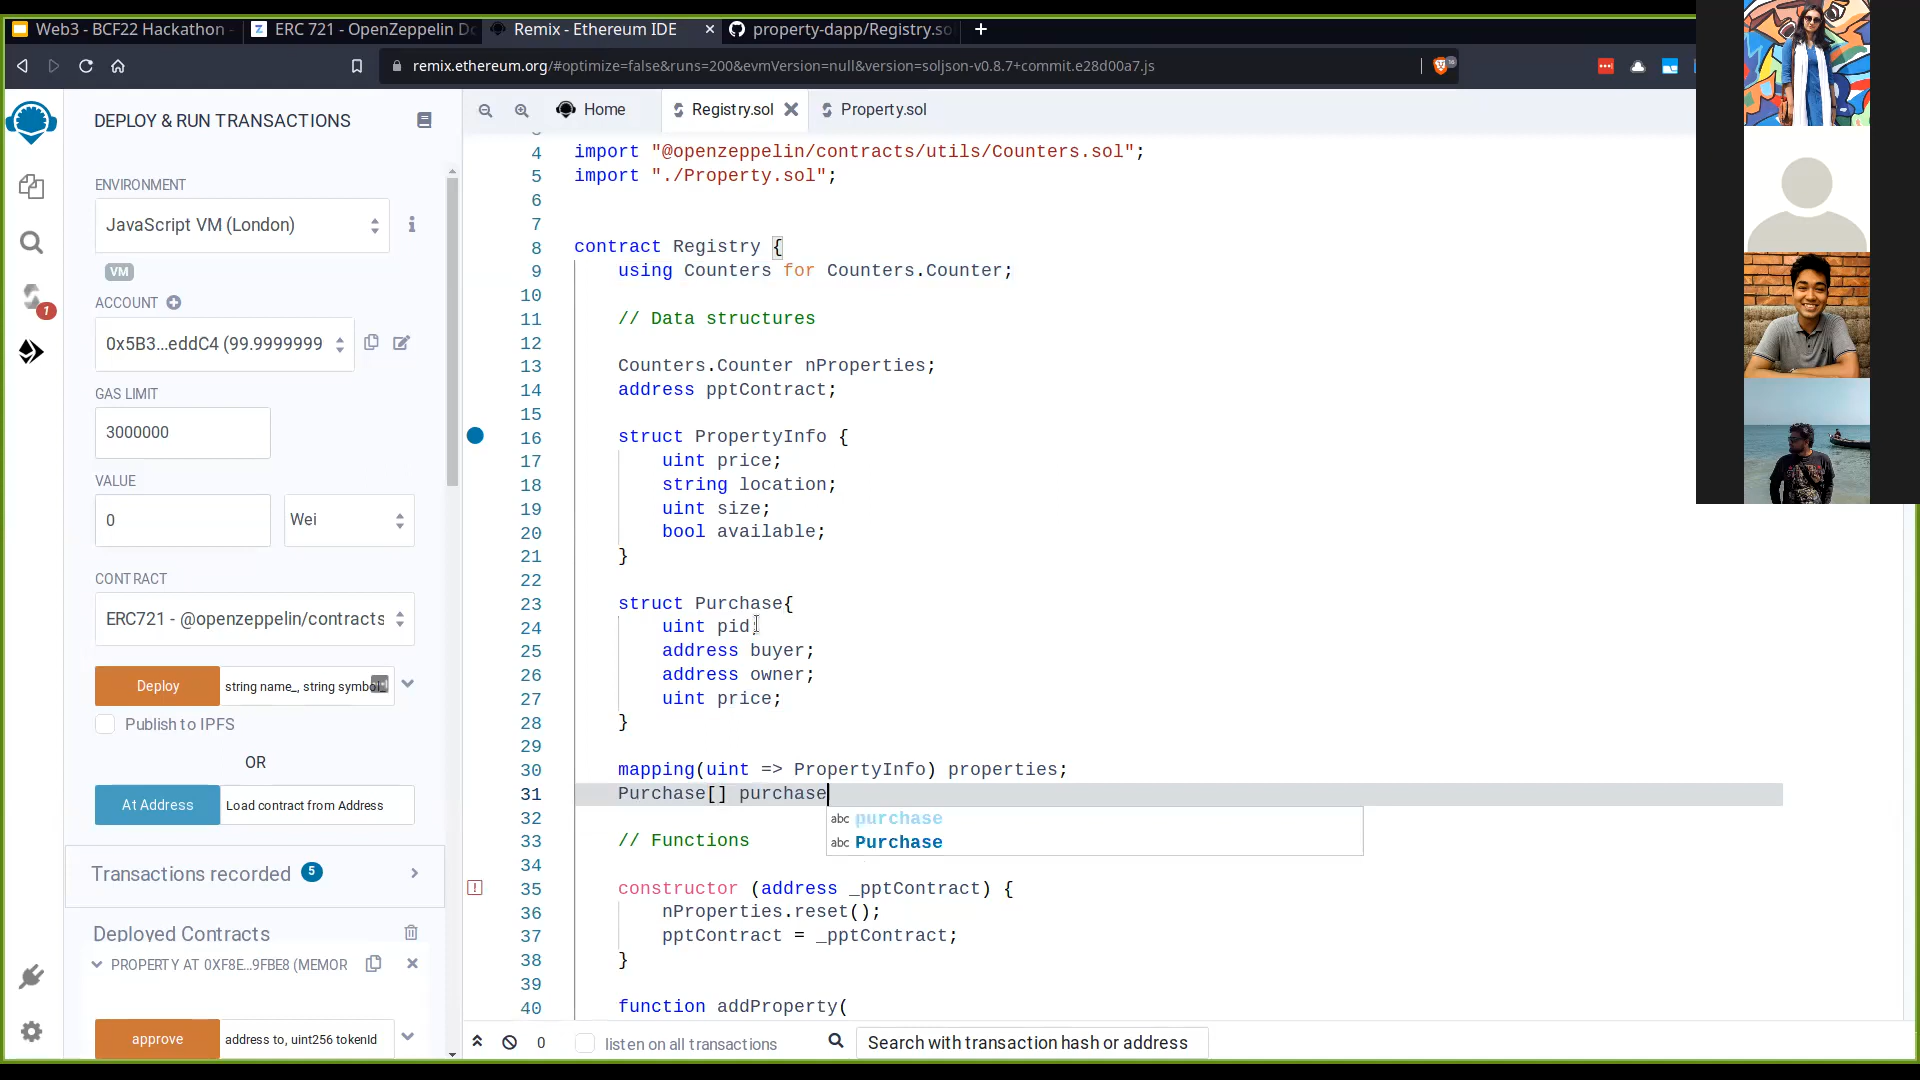 Web3 - BCF22 Hackathon -
ERC 721 - OpenZeppelin Do
Remix - Ethereum IDE
property-dapp/Registry.so
remix.ethereum.org/#optimize=false&runs=200&evmVersion=null&version=soljson-v0.8.7+commit.e28d00a7.js
DEPLOY & RUN TRANSACTIONS
ENVIRONMENT
JavaScript VM (London)
VM
ACCOUNT
0x5B3...eddC4 (99.9999999
GAS LIMIT
3000000
VALUE
0
Wei
CONTRACT
ERC721 - @openzeppelin/contracts
Deploy
string name_, string symbol_
Publish to IPFS
OR
At Address
Load contract from Address
Transactions recorded 5
Deployed Contracts
PROPERTY AT 0XF8E...9FBE8 (MEMOR
approve
address to, uint256 tokenId
1
Home
Registry.sol
Property.sol
4 import "@openzeppelin/contracts/utils/Counters.sol";
5 import "./Property.sol";
6
7
8 contract Registry {
9 using Counters for Counters.Counter;
10
11 // Data structures
12
13 Counters.Counter nProperties;
14 address pptContract;
15
16 struct PropertyInfo {
17 uint price;
18 string location;
19 uint size;
20 bool available;
21 }
22
23 struct Purchase{
24 uint pid;
25 address buyer;
26 address owner;
27 uint price;
28 }
29
30 mapping(uint => PropertyInfo) properties;
31 Purchase[] purchase
abc purchase
abc Purchase
32
33 // Functions
34
35 constructor (address _pptContract) {
36 nProperties.reset();
37 pptContract = _pptContract;
38 }
39
40 function addProperty(
0
listen on all transactions
Search with transaction hash or address